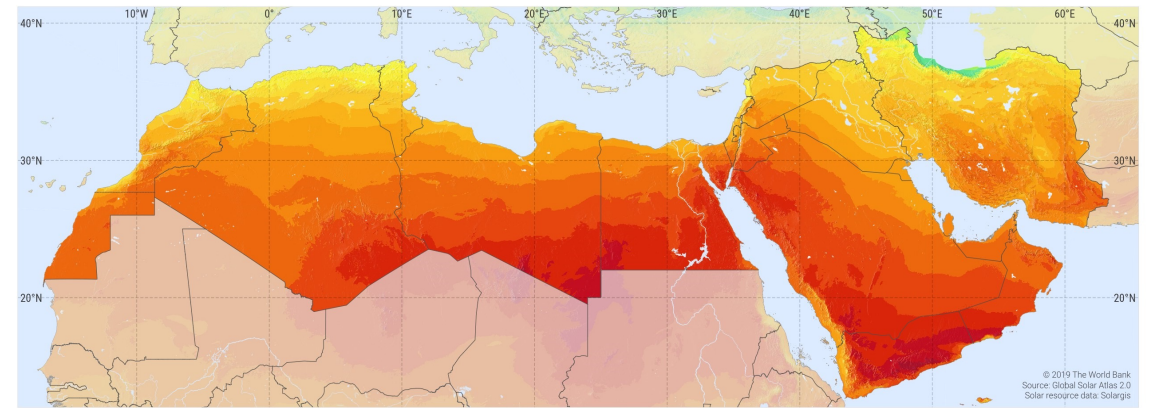 10°W 0° 10°E 20°E 30°E 40°E 50°E 60°E
40°N 40°N
30°N 30°N
20°N 20°N
© 2019 The World Bank
Source: Global Solar Atlas 2.0
Solar resource data: Solargis